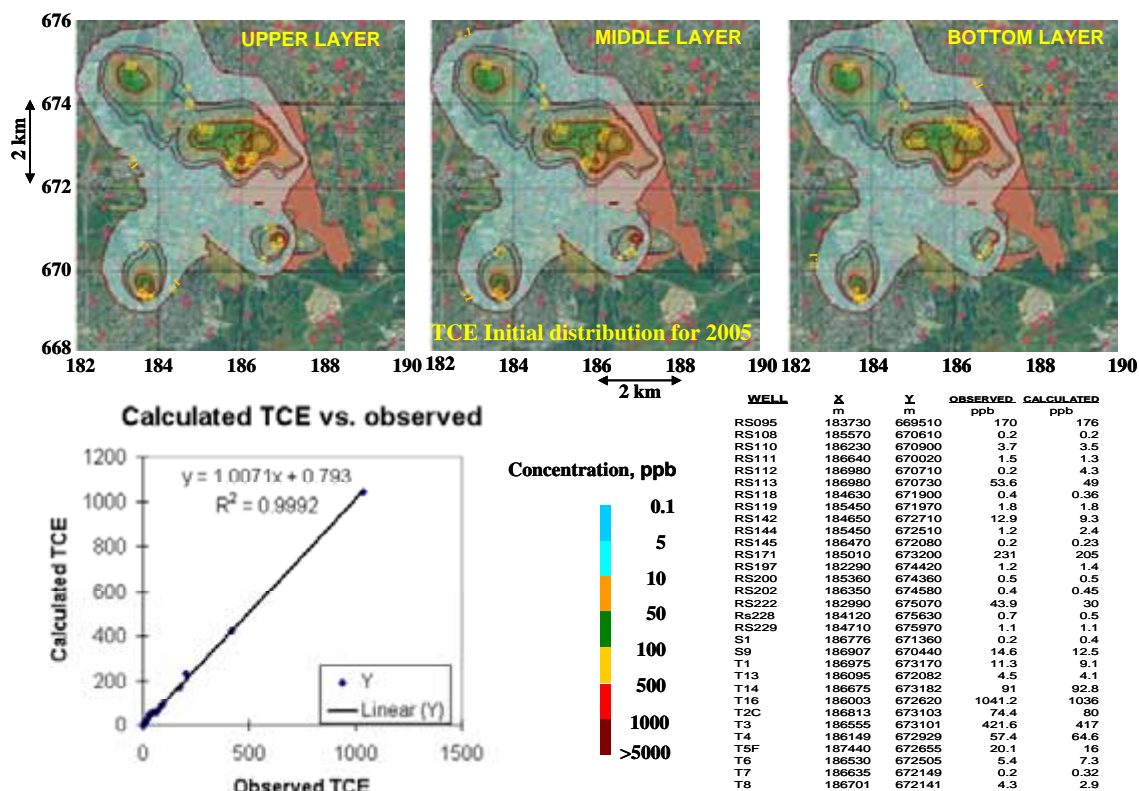 676
UPPER LAYER
MIDDLE LAYER
BOTTOM LAYER
674
2 km
672
670
668
TCE Initial distribution for 2005
182 184 186 188 190
182 184 186 188 190
182 184 186 188 190
2 km
Calculated TCE vs. observed
1200
1000
800
600
400
200
0
y = 1.0071x + 0.793
R² = 0.9992
Calculated TCE
Y
Linear (Y)
0 500 1000 1500
Observed TCE
Concentration, ppb
0.1
5
10
50
100
500
1000
>5000
WELL X Y OBSERVED CALCULATED
m m ppb ppb
RS095 183730 669510 170 176
RS108 185570 670610 0.2 0.2
RS110 186230 670900 3.7 3.5
RS111 186640 670020 1.5 1.3
RS112 186980 670710 0.2 4.3
RS113 186980 670730 53.6 49
RS118 184630 671900 0.4 0.36
RS119 185450 671970 1.8 1.8
RS142 184650 672710 12.9 9.3
RS144 185450 672510 1.2 2.4
RS145 186470 672080 0.2 0.23
RS171 185010 673200 231 205
RS197 182290 674420 1.2 1.4
RS200 185360 674360 0.5 0.5
RS202 186350 674580 0.4 0.45
RS222 182990 675070 43.9 30
Rs228 184120 675630 0.7 0.5
RS229 184710 675970 1.1 1.1
S1 186776 671360 0.2 0.4
S9 186907 670440 14.6 12.5
T1 186975 673170 11.3 9.1
T13 186095 672082 4.5 4.1
T14 186675 673182 91 92.8
T16 186003 672620 1041.2 1036
T2C 186813 673103 74.4 80
T3 186555 673101 421.6 417
T4 186149 672929 57.4 64.6
T5F 187440 672655 20.1 16
T6 186530 672505 5.4 7.3
T7 186635 672149 0.2 0.32
T8 186701 672141 4.3 2.9